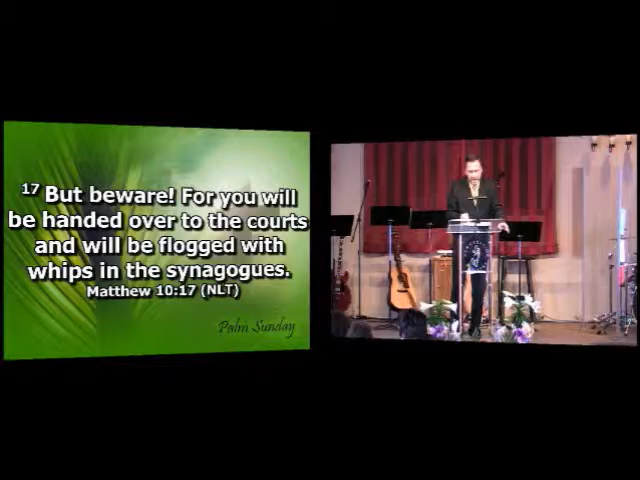 17 But beware! For you will
be handed over to the courts
and will be flogged with
whips in the synagogues.
Matthew 10:17 (NLT)
Palm Sunday